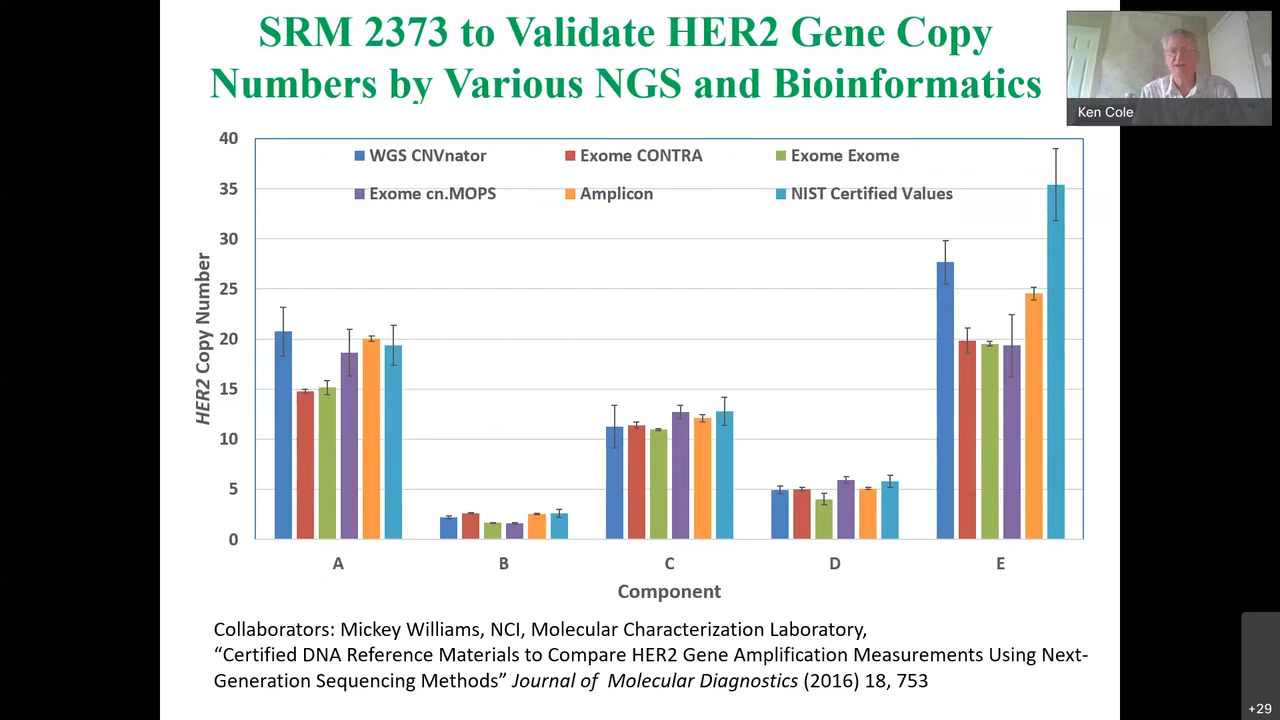 SRM 2373 to Validate HER2 Gene Copy
Numbers by Various NGS and Bioinformatics
Ken Cole
40
35
30
25
20
15
10
5
0
HER2 Copy Number
WGS CNVnator
Exome CONTRA
Exome Exome
Exome cn.MOPS
Amplicon
NIST Certified Values
A
B
C
D
E
Component
Collaborators: Mickey Williams, NCI, Molecular Characterization Laboratory,
“Certified DNA Reference Materials to Compare HER2 Gene Amplification Measurements Using Next-
Generation Sequencing Methods” Journal of  Molecular Diagnostics (2016) 18, 753
+29